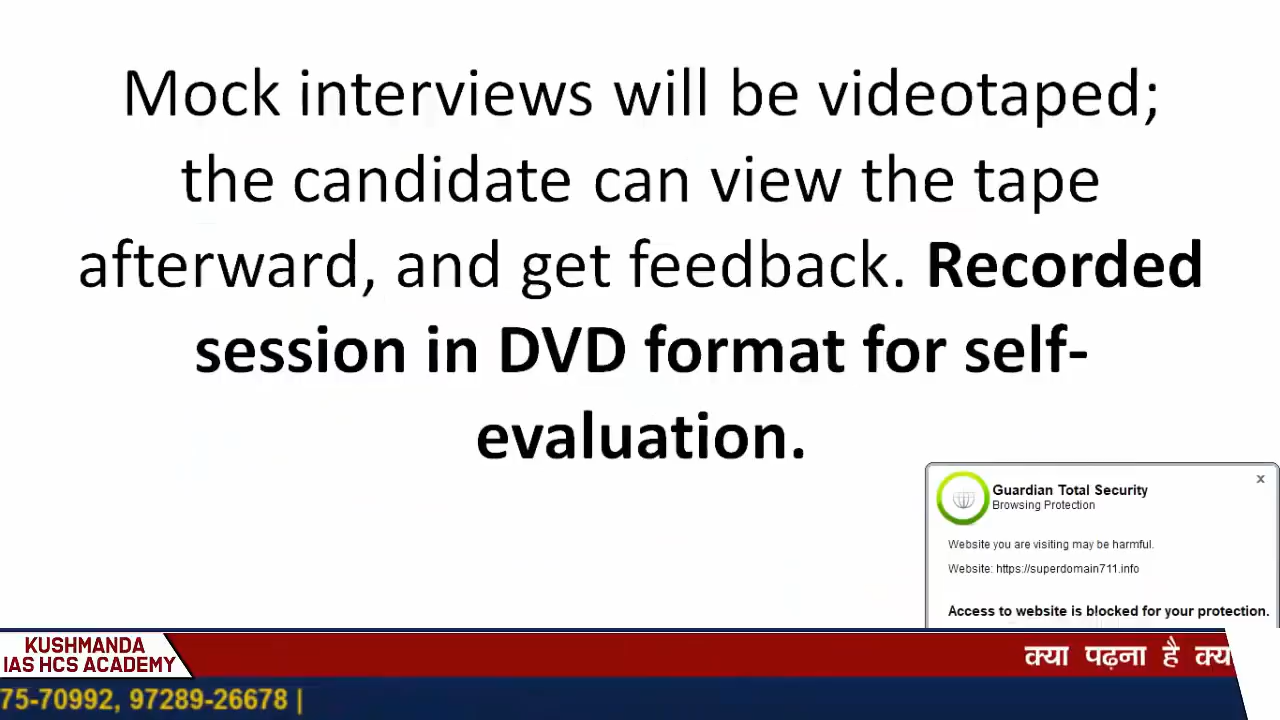 Mock interviews will be videotaped;
the candidate can view the tape
afterward, and get feedback. Recorded
session in DVD format for self-
evaluation.
x
Guardian Total Security
Browsing Protection
Website you are visiting may be harmful.
Website: https://superdomain711.info
Access to website is blocked for your protection.
KUSHMANDA
IAS HCS ACADEMY
क्या पढ़ना है क्य
75-70992, 97289-26678 |